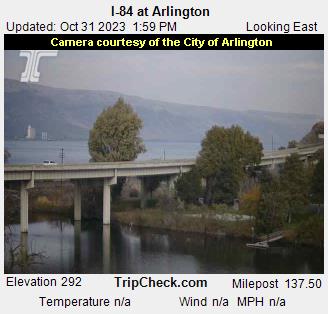 I-84 at Arlington
Updated: Oct 31 2023 1:59 PM Looking East
Camera courtesy of the City of Arlington
Elevation 292 TripCheck.com Milepost 137.50
Temperature n/a Wind n/a MPH n/a